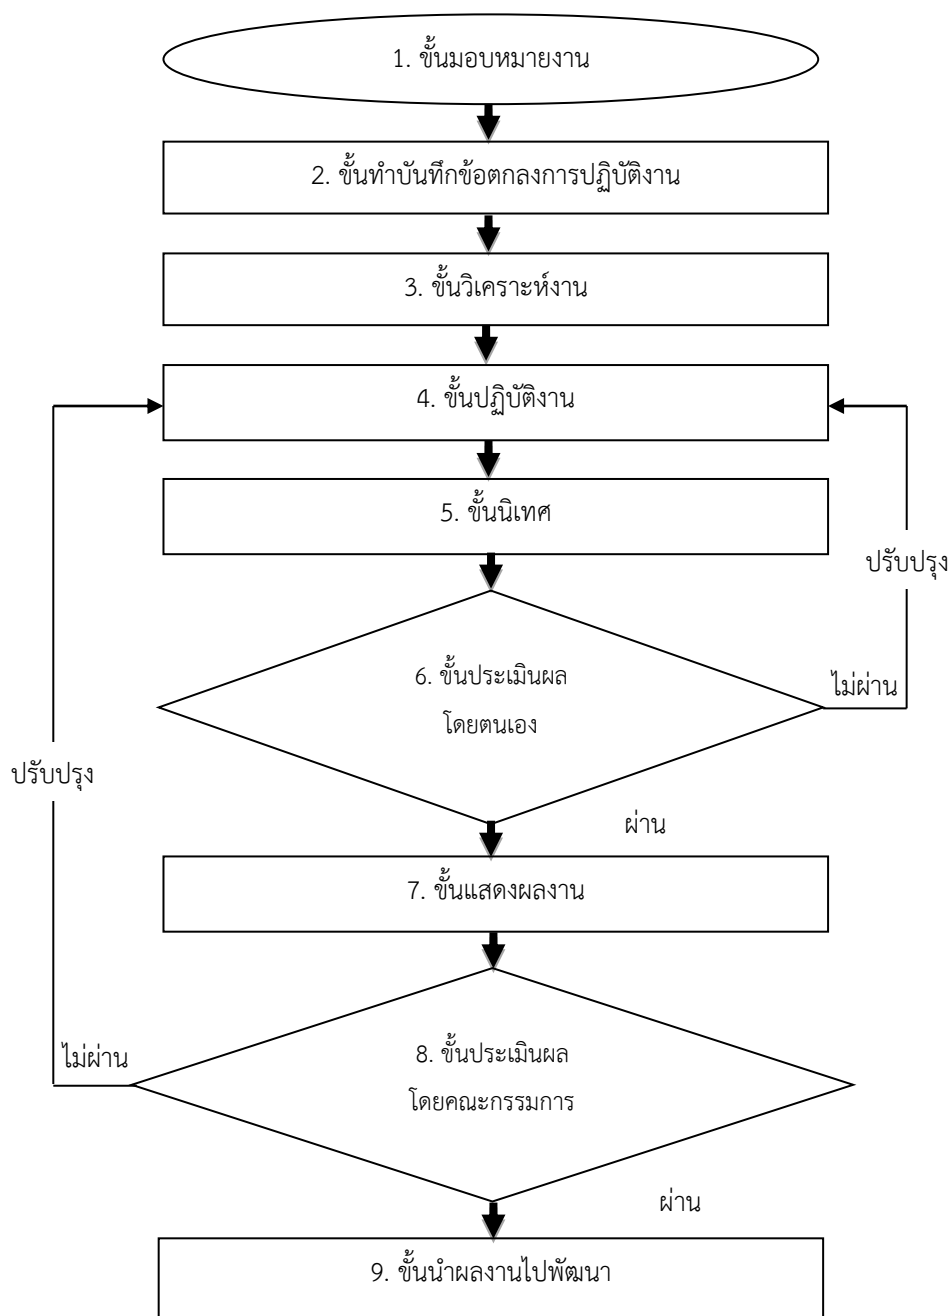 1. ขั้นมอบหมายงาน
2. ขั้นทำบันทึกข้อตกลงการปฏิบัติงาน
3. ขั้นวิเคราะห์งาน
4. ขั้นปฏิบัติงาน
5. ขั้นนิเทศ
ปรับปรุง
6. ขั้นประเมินผล
โดยตนเอง
ไม่ผ่าน
ปรับปรุง
ผ่าน
7. ขั้นแสดงผลงาน
8. ขั้นประเมินผล
โดยคณะกรรมการ
ไม่ผ่าน
ผ่าน
9. ขั้นนำผลงานไปพัฒนา